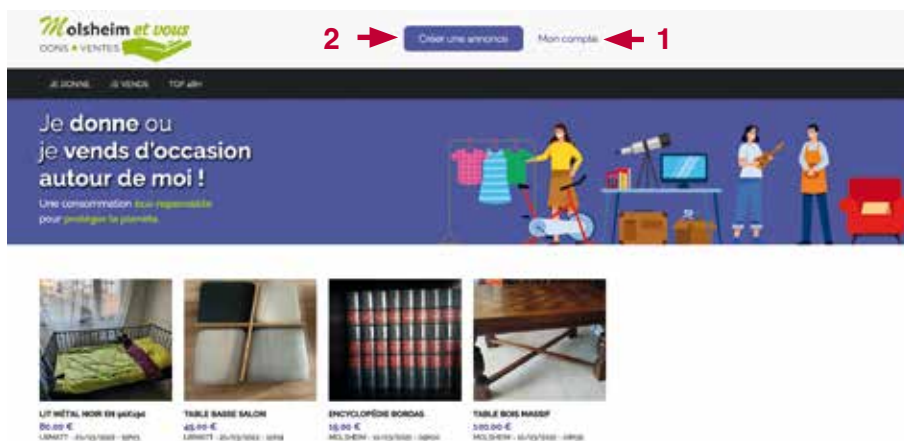 Molsheim et vous
DONS • VENTES
2
Créer une annonce
Mon compte
1
JE DONNE
JE VENDS
TOP 48H
Je donne ou
je vends d'occasion
autour de moi !
Une consommation éco-reponsable
pour protéger la planète.
LIT MÉTAL NOIR EN 90X190
80.00 €
TABLE BASSE SALON
45.00 €
ENCYCLOPÉDIE BORDAS
15.00 €
TABLE BOIS MASSIF
100.00 €